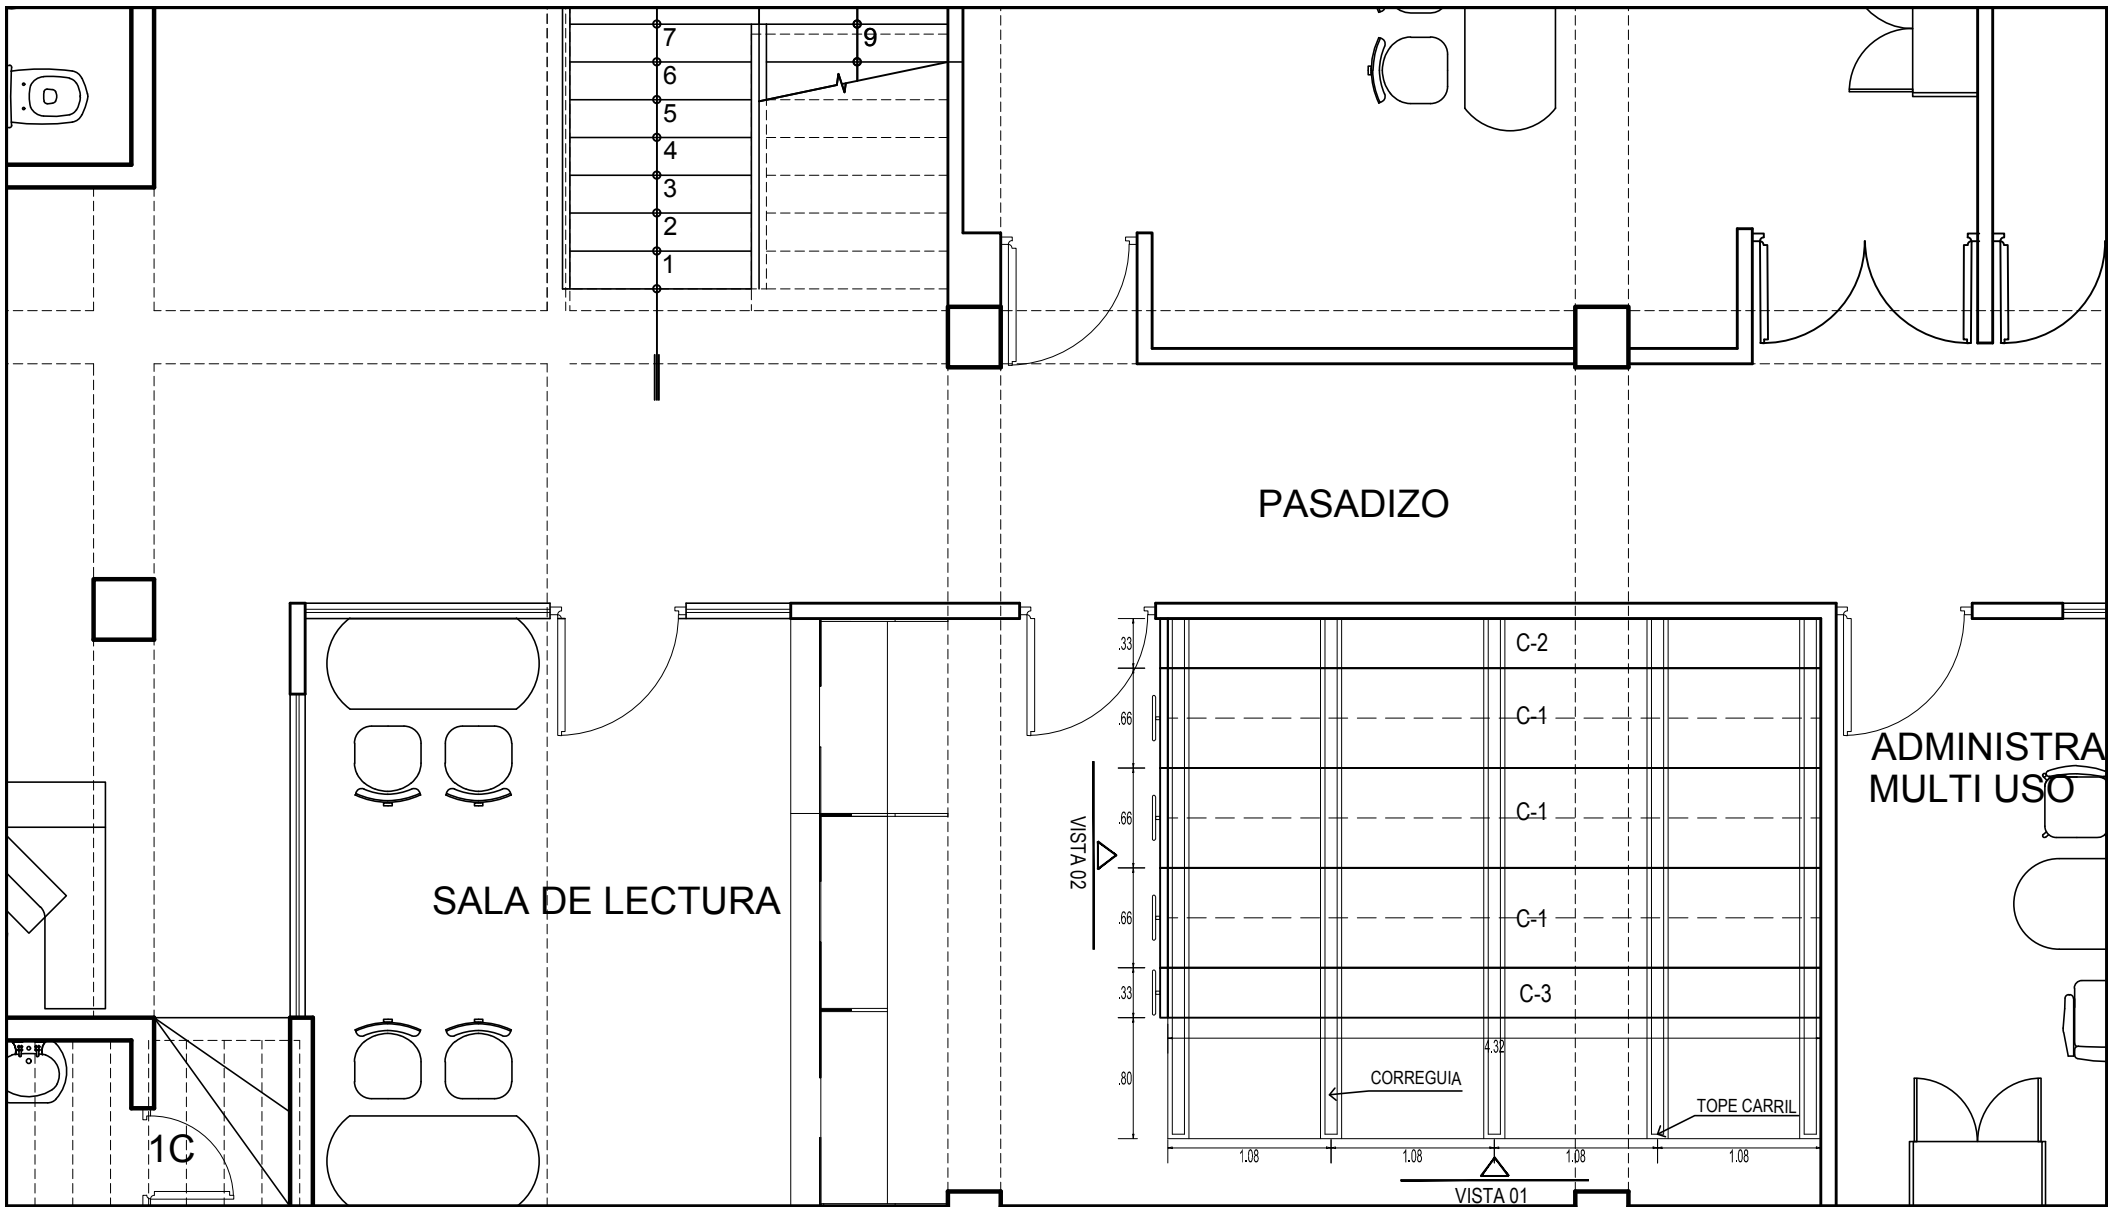 7
9
6
5
4
3
2
1
PASADIZO
.33
C-2
.66
C-1
ADMINISTRA
MULTI USO
.66
C-1
VISTA 02
SALA DE LECTURA
.66
C-1
.33
C-3
4.32
.80
CORREGUIA
TOPE CARRIL
1C
1.08
1.08
1.08
1.08
VISTA 01